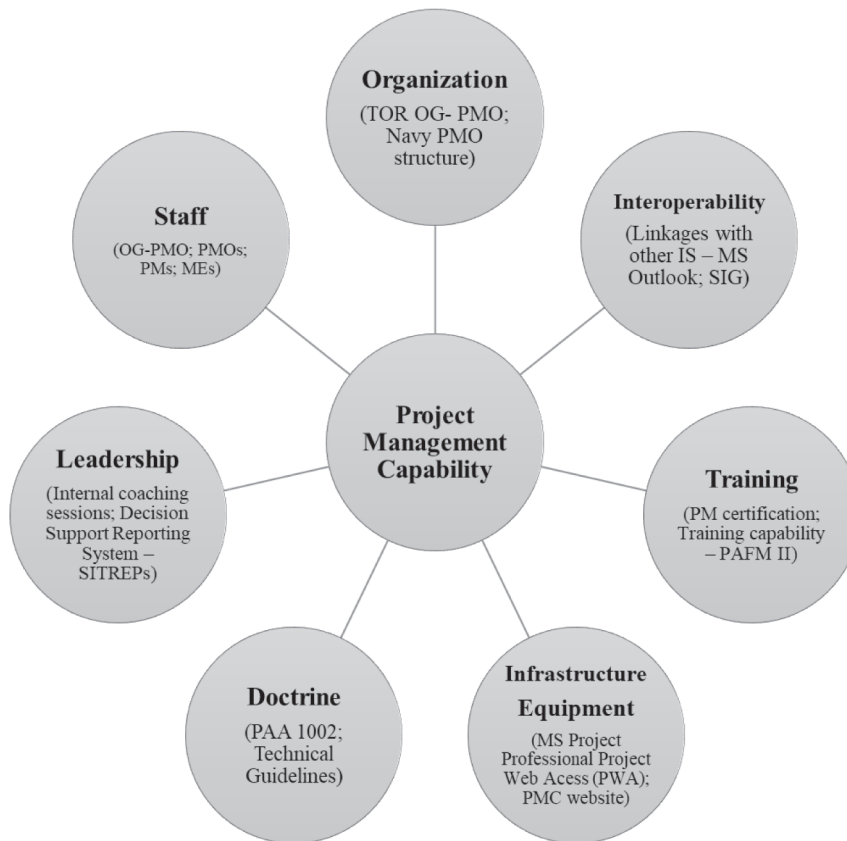 Organization
(TOR OG- PMO;
Navy PMO
structure)
Staff
(OG-PMO; PMOs;
PMs; MEs)
Interoperability
(Linkages with
other IS – MS
Outlook; SIG)
Project
Management
Capability
Leadership
(Internal coaching
sessions; Decision
Support Reporting
System –
SITREPs)
Training
(PM certification;
Training capability
– PAFM II)
Doctrine
(PAA 1002;
Technical
Guidelines)
Infrastructure
Equipment
(MS Project
Professional Project
Web Acess (PWA);
PMC website)